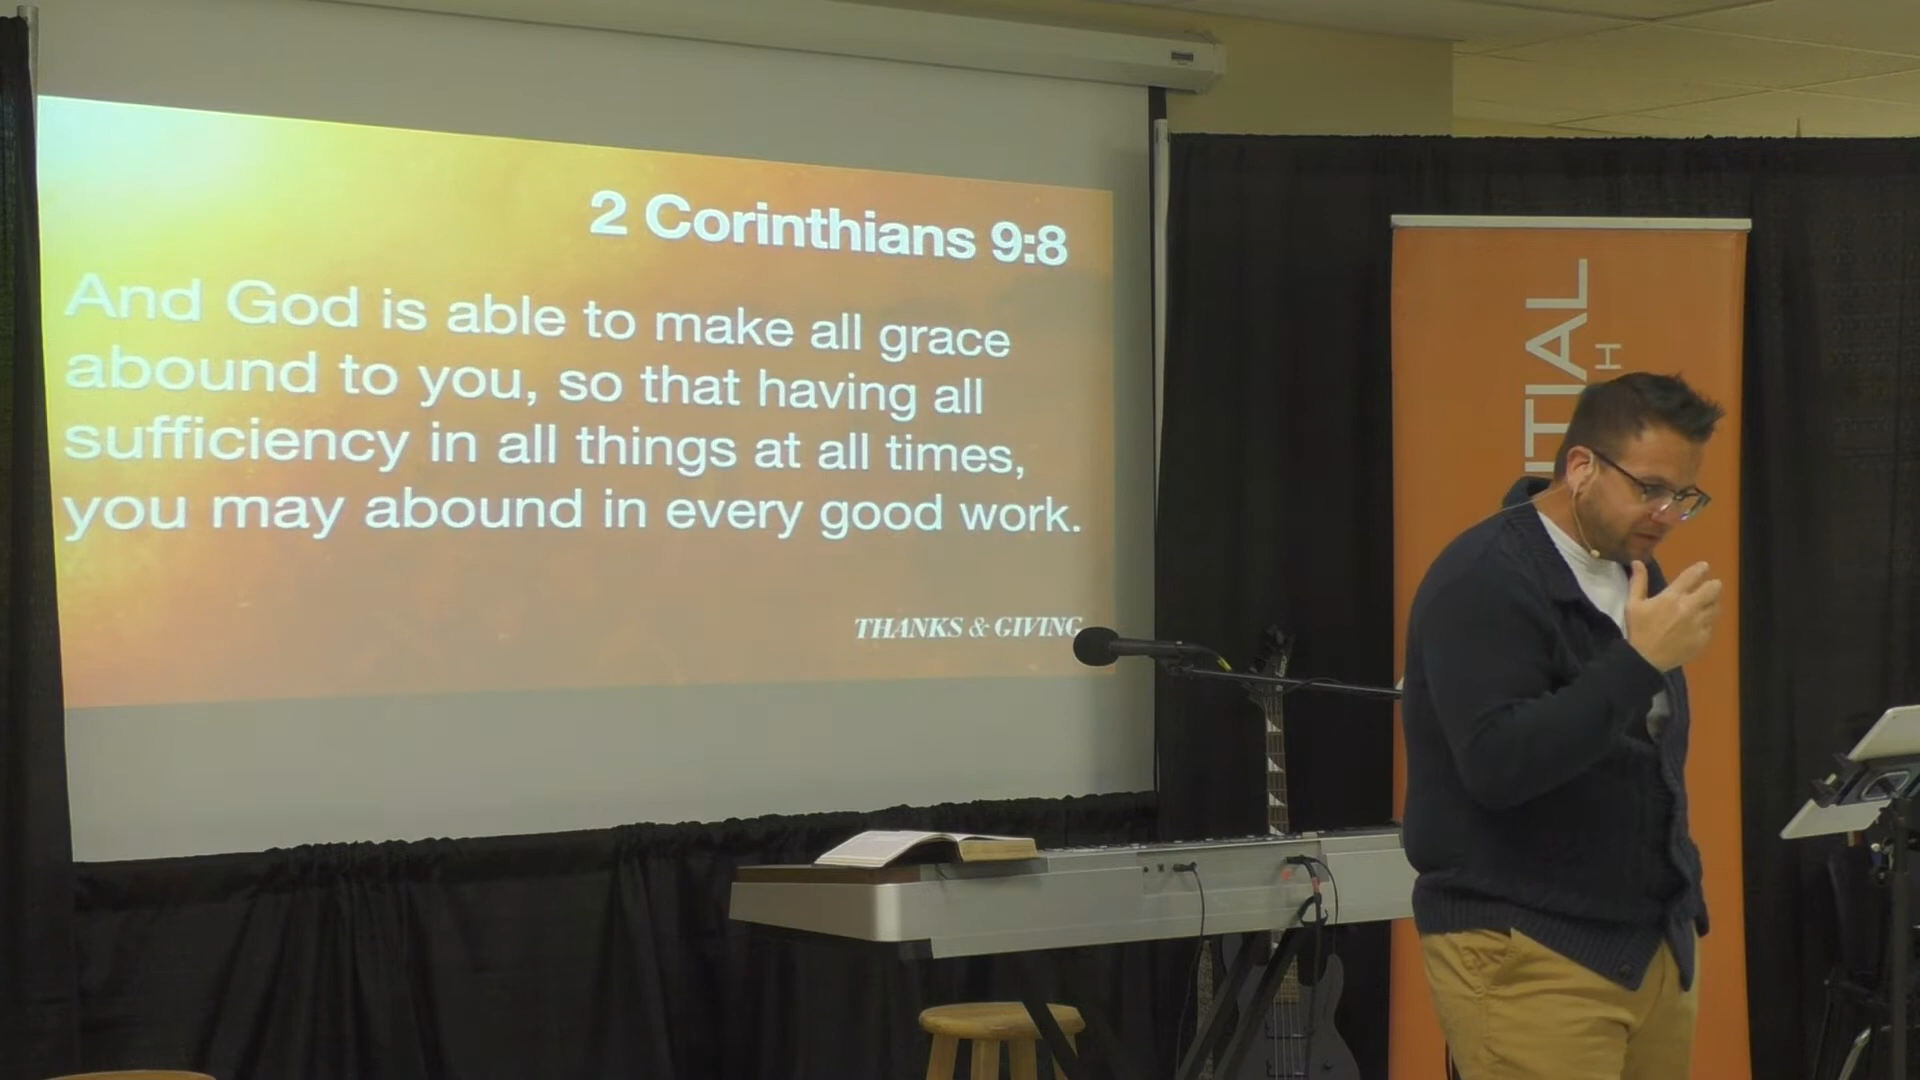 2 Corinthians 9:8
And God is able to make all grace
abound to you, so that having all
sufficiency in all things at all times,
you may abound in every good work.
THANKS & GIVING